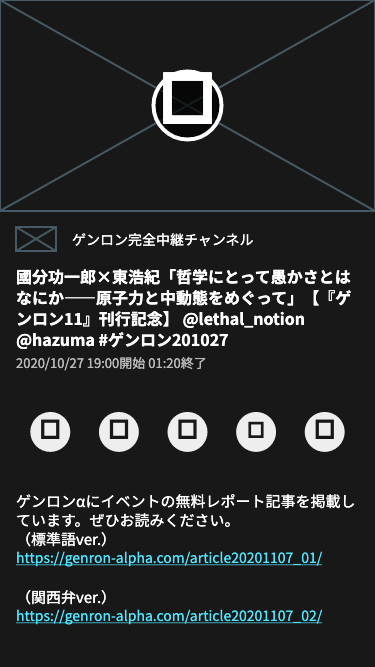 ゲンロン完全中継チャンネル
國分功一郎×東浩紀「哲学にとって愚かさとは
なにか──原子力と中動態をめぐって」【『ゲ
ンロン11』刊行記念】 @lethal_notion
@hazuma #ゲンロン201027
2020/10/27 19:00開始 01:20終了
ゲンロンαにイベントの無料レポート記事を掲載し
ています。ぜひお読みください。
（標準語ver.）
https://genron-alpha.com/article20201107_01/
（関西弁ver.）
https://genron-alpha.com/article20201107_02/